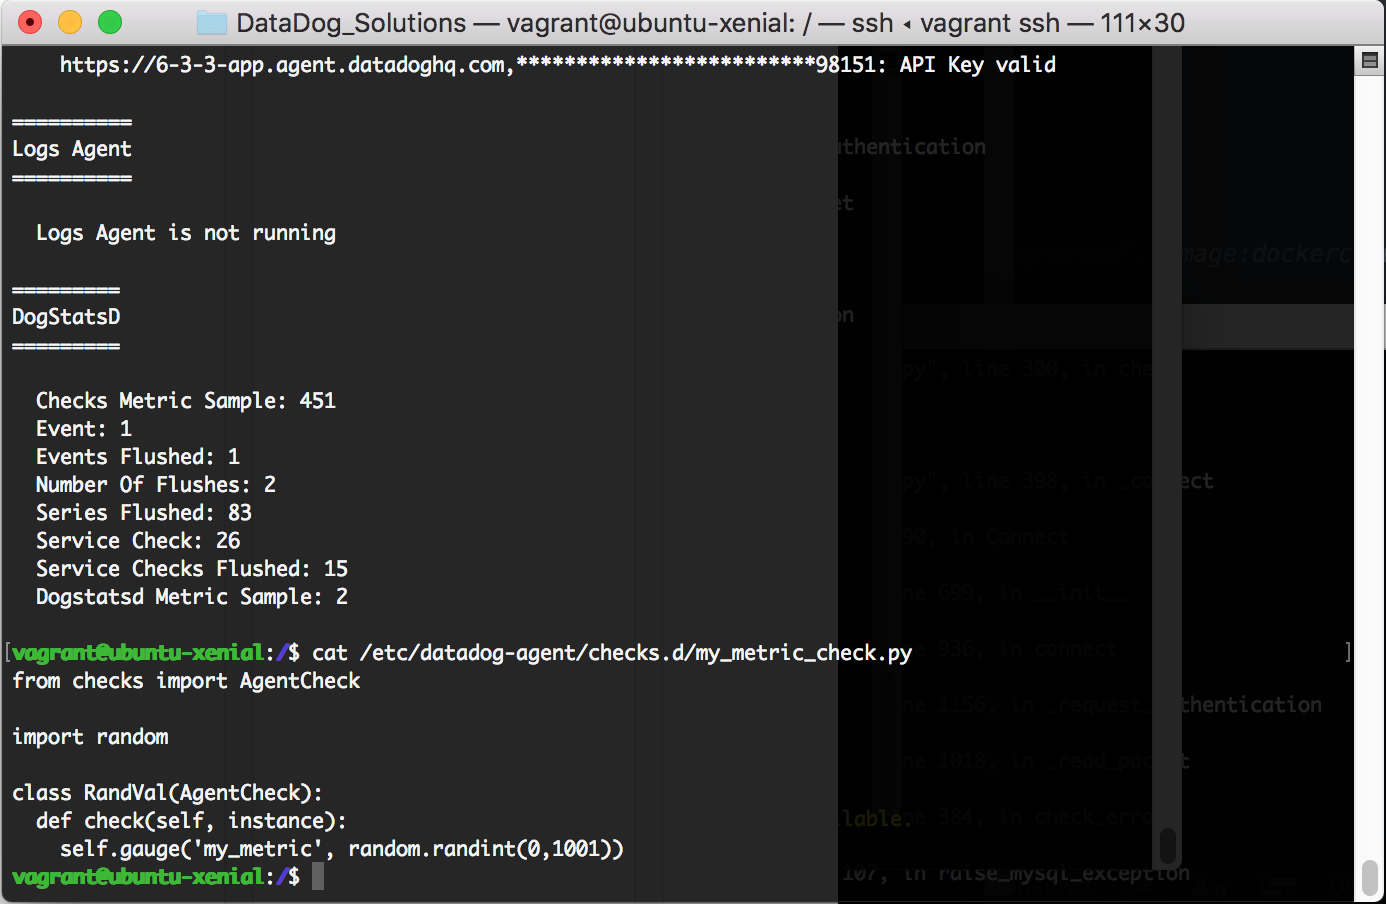 DataDog_Solutions — vagrant@ubuntu-xenial: / — ssh ◂ vagrant ssh — 111×30
https://6-3-3-app.agent.datadoghq.com,*************************98151: API Key valid
==========
Logs Agent
==========
Logs Agent is not running
=========
DogStatsD
=========
Checks Metric Sample: 451
Event: 1
Events Flushed: 1
Number Of Flushes: 2
Series Flushed: 83
Service Check: 26
Service Checks Flushed: 15
Dogstatsd Metric Sample: 2
[vagrant@ubuntu-xenial:/$ cat /etc/datadog-agent/checks.d/my_metric_check.py ]
from checks import AgentCheck
import random
class RandVal(AgentCheck):
def check(self, instance):
self.gauge('my_metric', random.randint(0,1001))
vagrant@ubuntu-xenial:/$